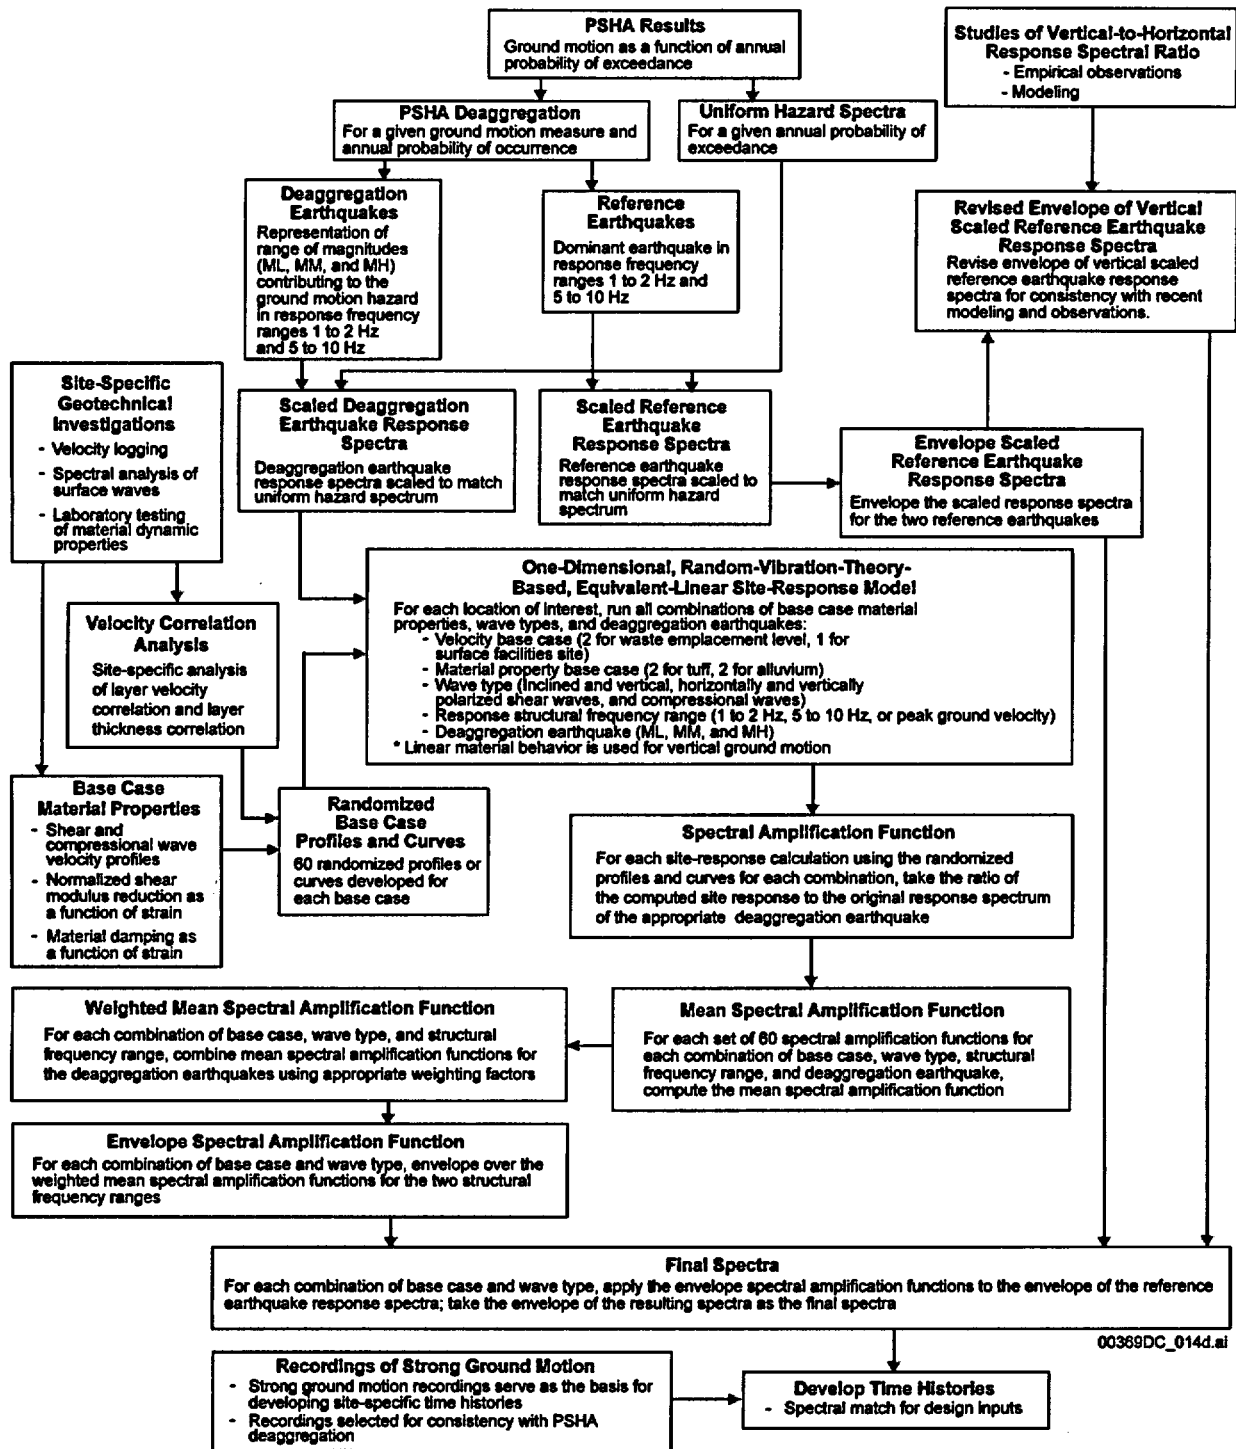 PSHA Results
Ground motion as a function of annual
probability of exceedance
Studies of Vertical-to-Horizontal
Response Spectral Ratio
- Empirical observations
- Modeling
PSHA Deaggregation
For a given ground motion measure and
annual probability of occurrence
Uniform Hazard Spectra
For a given annual probability of
exceedance
Deaggregation
Earthquakes
Representation of
range of magnitudes
(ML, MM, and MH)
contributing to the
ground motion hazard
in response frequency
ranges 1 to 2 Hz
and 5 to 10 Hz
Reference
Earthquakes
Dominant earthquake in
response frequency
ranges 1 to 2 Hz and
5 to 10 Hz
Revised Envelope of Vertical
Scaled Reference Earthquake
Response Spectra
Revise envelope of vertical scaled
reference earthquake response
spectra for consistency with recent
modeling and observations.
Site-Specific
Geotechnical
Investigations
- Velocity logging
- Spectral analysis of
surface waves
- Laboratory testing
of material dynamic
properties
Scaled Deaggregation
Earthquake Response
Spectra
Deaggregation earthquake
response spectra scaled to match
uniform hazard spectrum
Scaled Reference
Earthquake
Response Spectra
Reference earthquake
response spectra scaled to
match uniform hazard
spectrum
Envelope Scaled
Reference Earthquake
Response Spectra
Envelope the scaled response spectra
for the two reference earthquakes
One-Dimensional, Random-Vibration-Theory-
Based, Equivalent-Linear Site-Response Model
For each location of interest, run all combinations of base case material
properties, wave types, and deaggregation earthquakes:
- Velocity base case (2 for waste emplacement level, 1 for
surface facilities site)
- Material property base case (2 for tuff, 2 for alluvium)
- Wave type (Inclined and vertical, horizontally and vertically
polarized shear waves, and compressional waves)
- Response structural frequency range (1 to 2 Hz, 5 to 10 Hz, or peak ground velocity)
- Deaggregation earthquake (ML, MM, and MH)
* Linear material behavior is used for vertical ground motion
Velocity Correlation
Analysis
Site-specific analysis
of layer velocity
correlation and layer
thickness correlation
Base Case
Material Properties
- Shear and
compressional wave
velocity profiles
- Normalized shear
modulus reduction as
a function of strain
- Material damping as
a function of strain
Randomized
Base Case
Profiles and Curves
60 randomized profiles or
curves developed for
each base case
Spectral Amplification Function
For each site-response calculation using the randomized
profiles and curves for each combination, take the ratio of
the computed site response to the original response spectrum
of the appropriate deaggregation earthquake
Weighted Mean Spectral Amplification Function
For each combination of base case, wave type, and structural
frequency range, combine mean spectral amplification functions for
the deaggregation earthquakes using appropriate weighting factors
Mean Spectral Amplification Function
For each set of 60 spectral amplification functions for
each combination of base case, wave type, structural
frequency range, and deaggregation earthquake,
compute the mean spectral amplification function
Envelope Spectral Amplification Function
For each combination of base case and wave type, envelope over the
weighted mean spectral amplification functions for the two structural
frequency ranges
Final Spectra
For each combination of base case and wave type, apply the envelope spectral amplification functions to the envelope of the reference
earthquake response spectra; take the envelope of the resulting spectra as the final spectra
00369DC_014d.ai
Recordings of Strong Ground Motion
- Strong ground motion recordings serve as the basis for
developing site-specific time histories
- Recordings selected for consistency with PSHA
deaggregation
Develop Time Histories
- Spectral match for design inputs